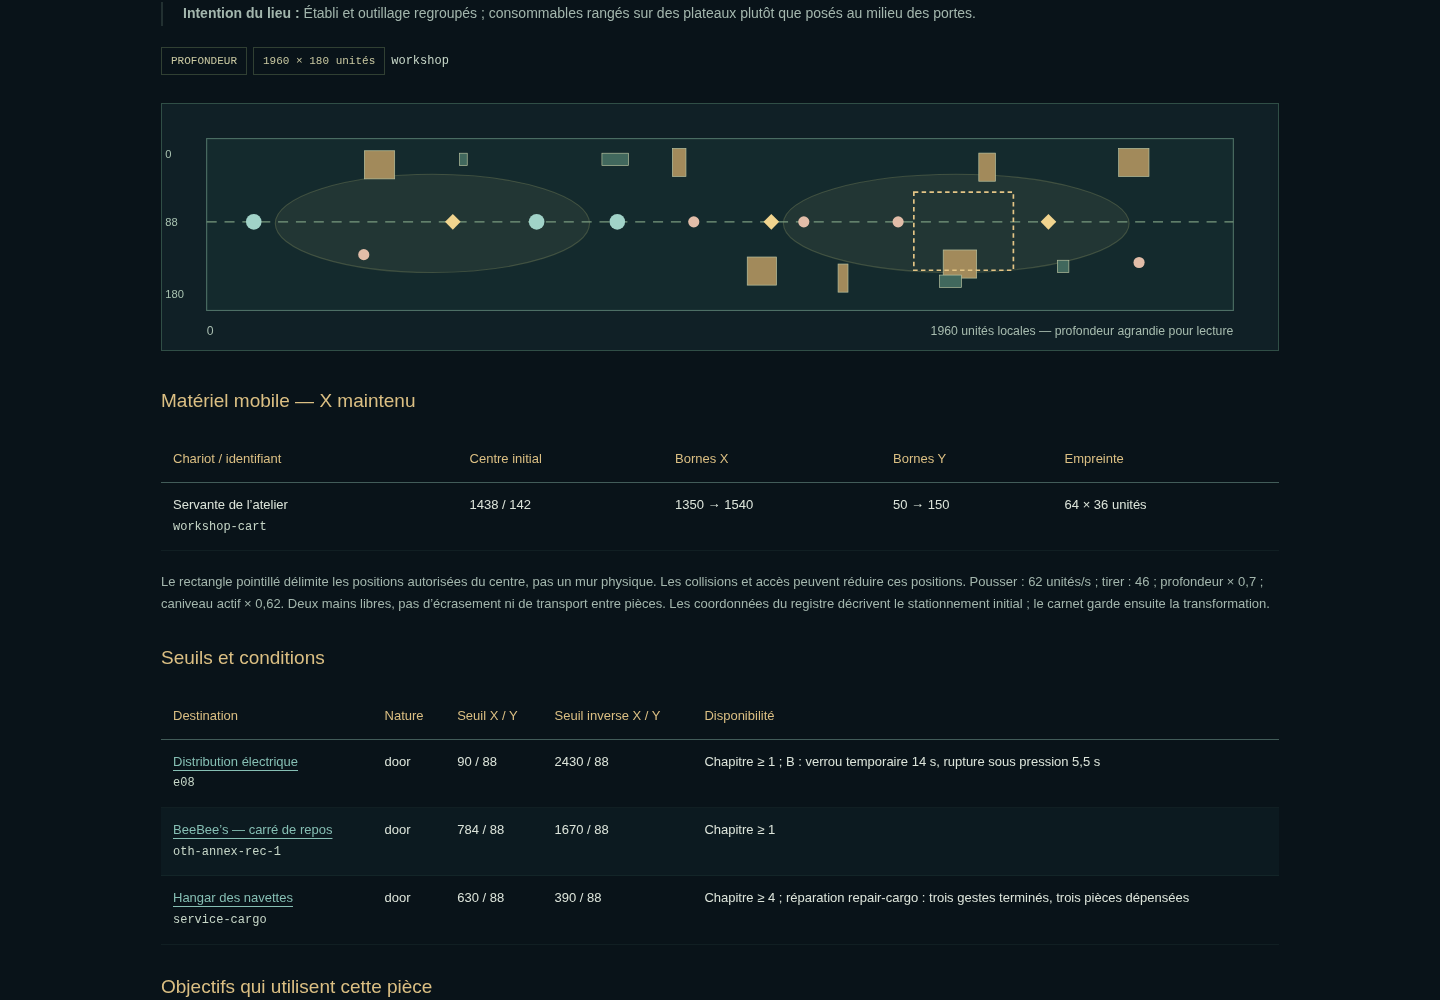 Intention du lieu : Établi et outillage regroupés ; consommables rangés sur des plateaux plutôt que posés au milieu des portes.
PROFONDEUR 1960 × 180 unités workshop
0
88
180
0 1960 unités locales — profondeur agrandie pour lecture
Matériel mobile — X maintenu
Chariot / identifiant Centre initial Bornes X Bornes Y Empreinte
Servante de l’atelier 1438 / 142 1350 → 1540 50 → 150 64 × 36 unités
workshop-cart
Le rectangle pointillé délimite les positions autorisées du centre, pas un mur physique. Les collisions et accès peuvent réduire ces positions. Pousser : 62 unités/s ; tirer : 46 ; profondeur × 0,7 ;
caniveau actif × 0,62. Deux mains libres, pas d’écrasement ni de transport entre pièces. Les coordonnées du registre décrivent le stationnement initial ; le carnet garde ensuite la transformation.
Seuils et conditions
Destination Nature Seuil X / Y Seuil inverse X / Y Disponibilité
Distribution électrique door 90 / 88 2430 / 88 Chapitre ≥ 1 ; B : verrou temporaire 14 s, rupture sous pression 5,5 s
e08
BeeBee’s — carré de repos door 784 / 88 1670 / 88 Chapitre ≥ 1
oth-annex-rec-1
Hangar des navettes door 630 / 88 390 / 88 Chapitre ≥ 4 ; réparation repair-cargo : trois gestes terminés, trois pièces dépensées
service-cargo
Objectifs qui utilisent cette pièce